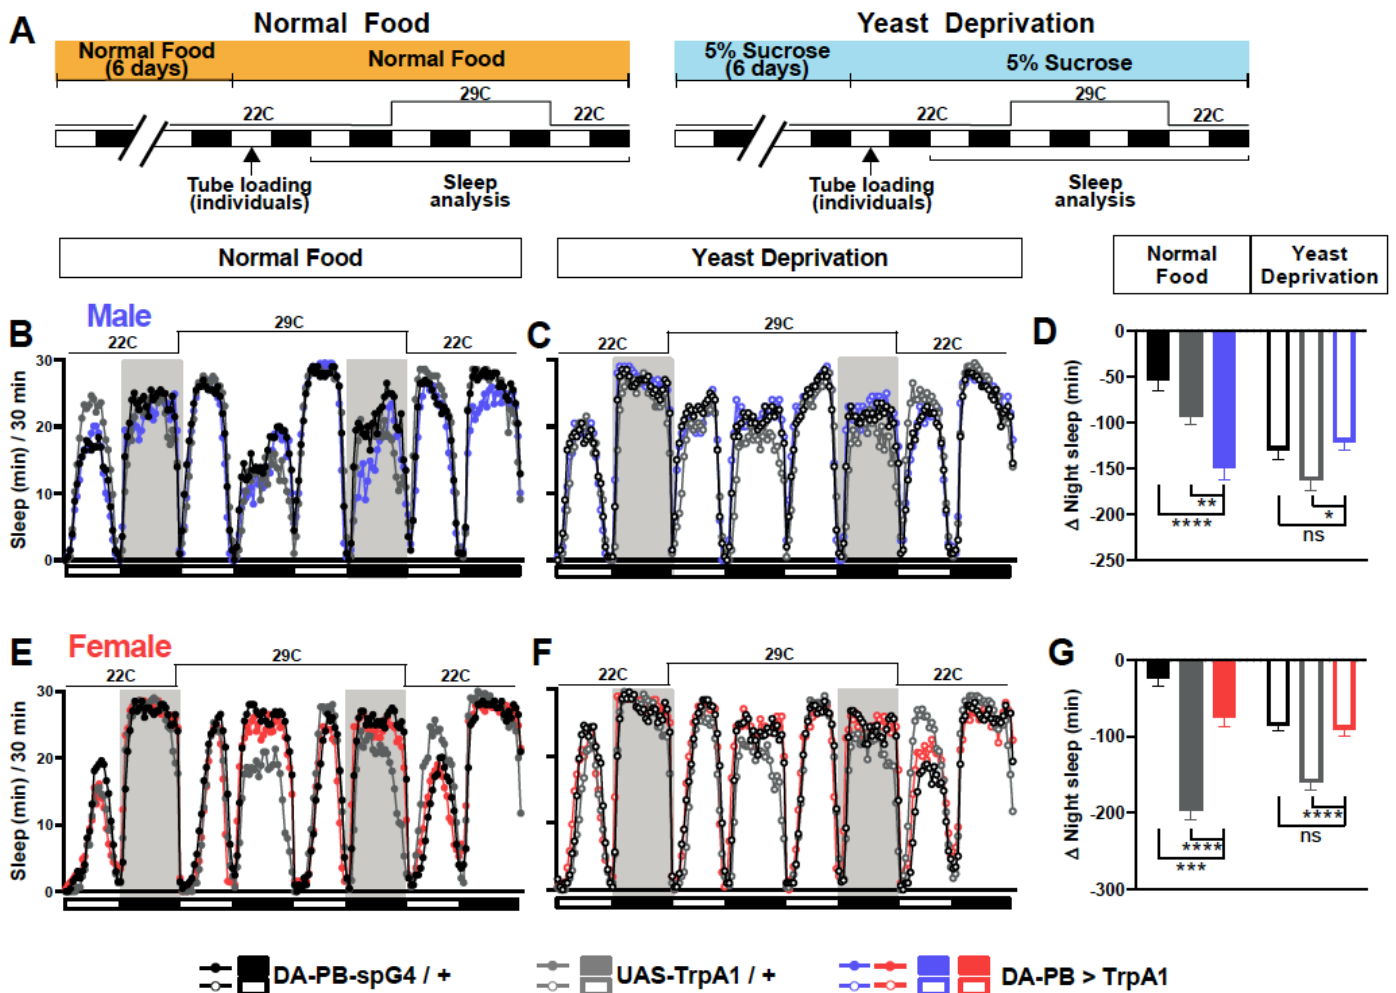 A
Normal Food
Yeast Deprivation
Normal Food
(6 days)
Normal Food
5% Sucrose
(6 days)
5% Sucrose
22C
29C
22C
22C
29C
22C
Tube loading
(individuals)
Sleep
analysis
Tube loading
(individuals)
Sleep
analysis
Normal Food
Yeast Deprivation
Normal
Food
Yeast
Deprivation
B
Male
22C
29C
22C
Sleep (min) / 30 min
30
20
10
0
C
22C
29C
22C
30
20
10
0
D
Δ Night sleep (min)
0
-50
-100
-150
-200
-250
**
****
*
ns
E
Female
22C
29C
22C
Sleep (min) / 30 min
30
20
10
0
F
22C
29C
22C
G
Δ Night sleep (min)
0
-100
-200
-300
****
***
****
ns
DA-PB-spG4 / +
UAS-TrpA1 / +
DA-PB > TrpA1